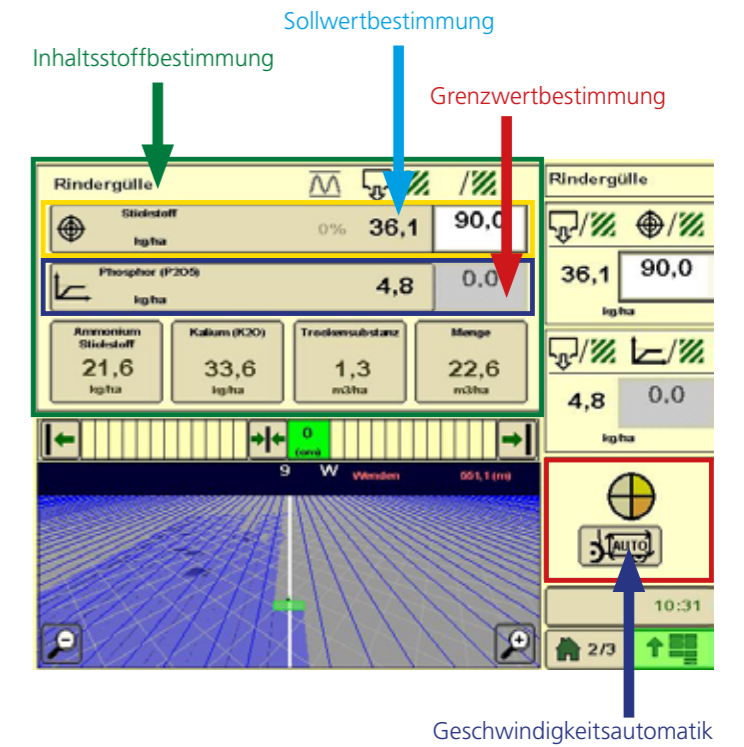 Sollwertbestimmung
Inhaltsstoffbestimmung
Grenzwertbestimmung
Rindergülle
Stickstoff
kg/ha
0% 36,1 90,0
Phosphor (P2O5)
kg/ha
4,8 0.0
Ammonium Stickstoff
21,6
kg/ha
Kalium (K2O)
33,6
kg/ha
Trockensubstanz
1,3
m3/ha
Menge
22,6
m3/ha
0
(cm)
9 W Wenden 551,1 (m)
Rindergülle
36,1 90,0
kg/ha
4,8 0.0
kg/ha
AUTO
10:31
2/3
Geschwindigkeitsautomatik